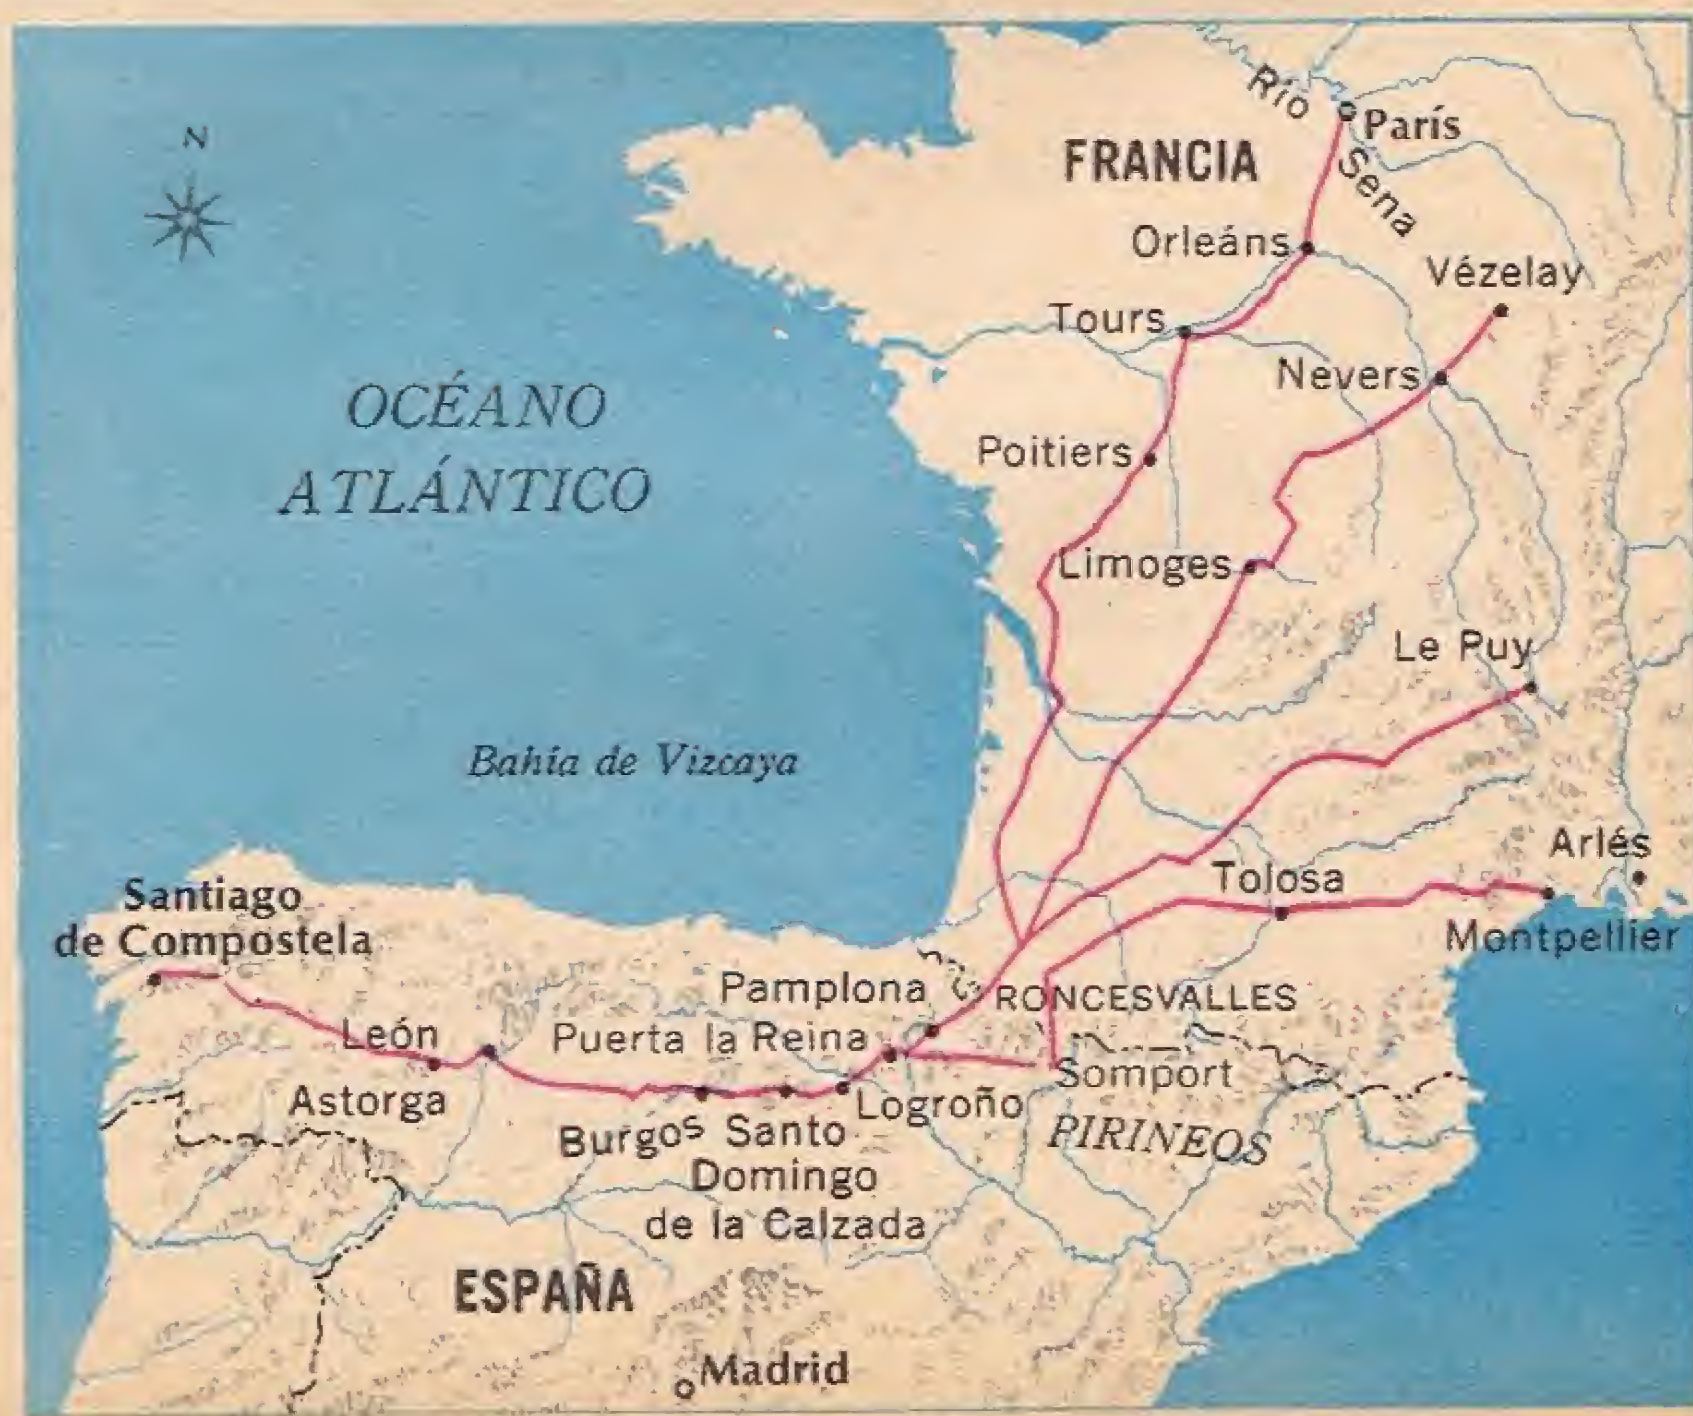 N
Río
París
FRANCIA
Sena
Orleáns
Vézelay
Tours
Nevers
OCÉANO
ATLÁNTICO
Poitiers
Limoges
Le Puy
Bahía de Vizcaya
Arlés
Tolosa
Santiago
de Compostela
Montpellier
Pamplona
RONCESVALLES
León
Puerta la Reina
Somport
Astorga
Logroño
PIRINEOS
Burgos
Santo
Domingo
de la Calzada
ESPAÑA
Madrid